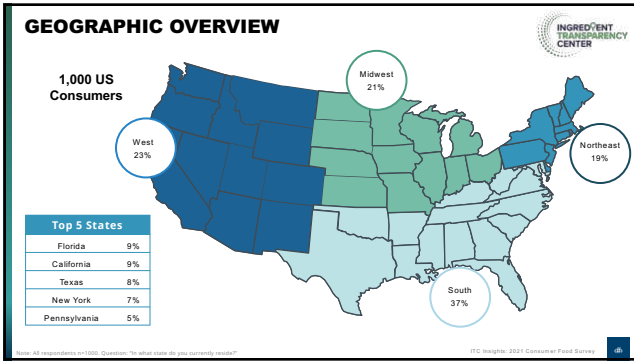 GEOGRAPHIC OVERVIEW
INGREDIENT
TRANSPARENCY
CENTER
1,000 US
Consumers
Midwest
21%
West
23%
Northeast
19%
South
37%
Top 5 States
Florida 9%
California 9%
Texas 8%
New York 7%
Pennsylvania 5%
Note: All respondents n=1000. Question: "In what state do you currently reside?"
ITC Insights: 2021 Consumer Food Survey